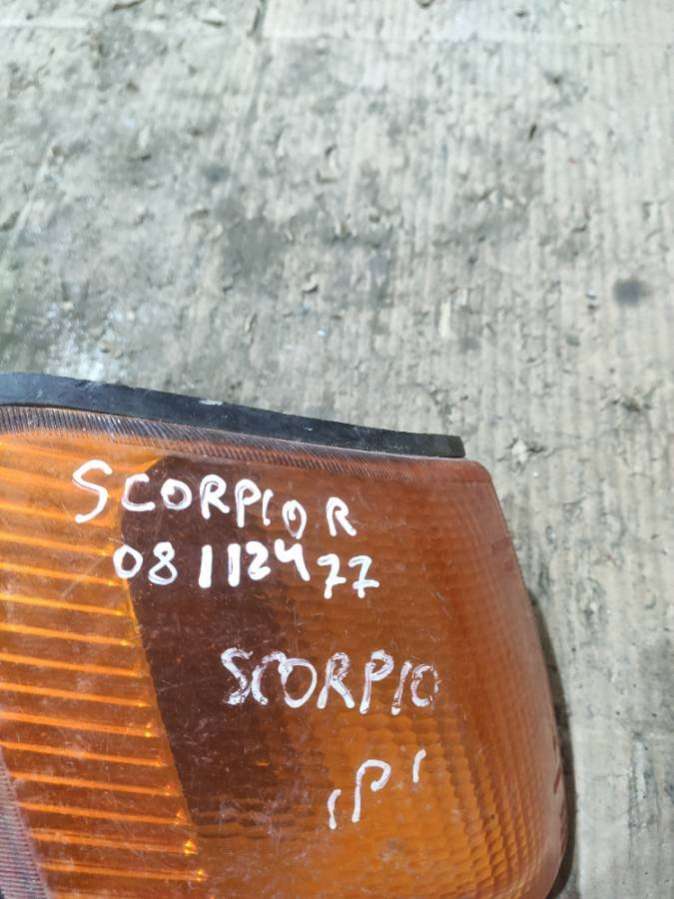 SCORPIO R
08112477
SCORPIO
,P'